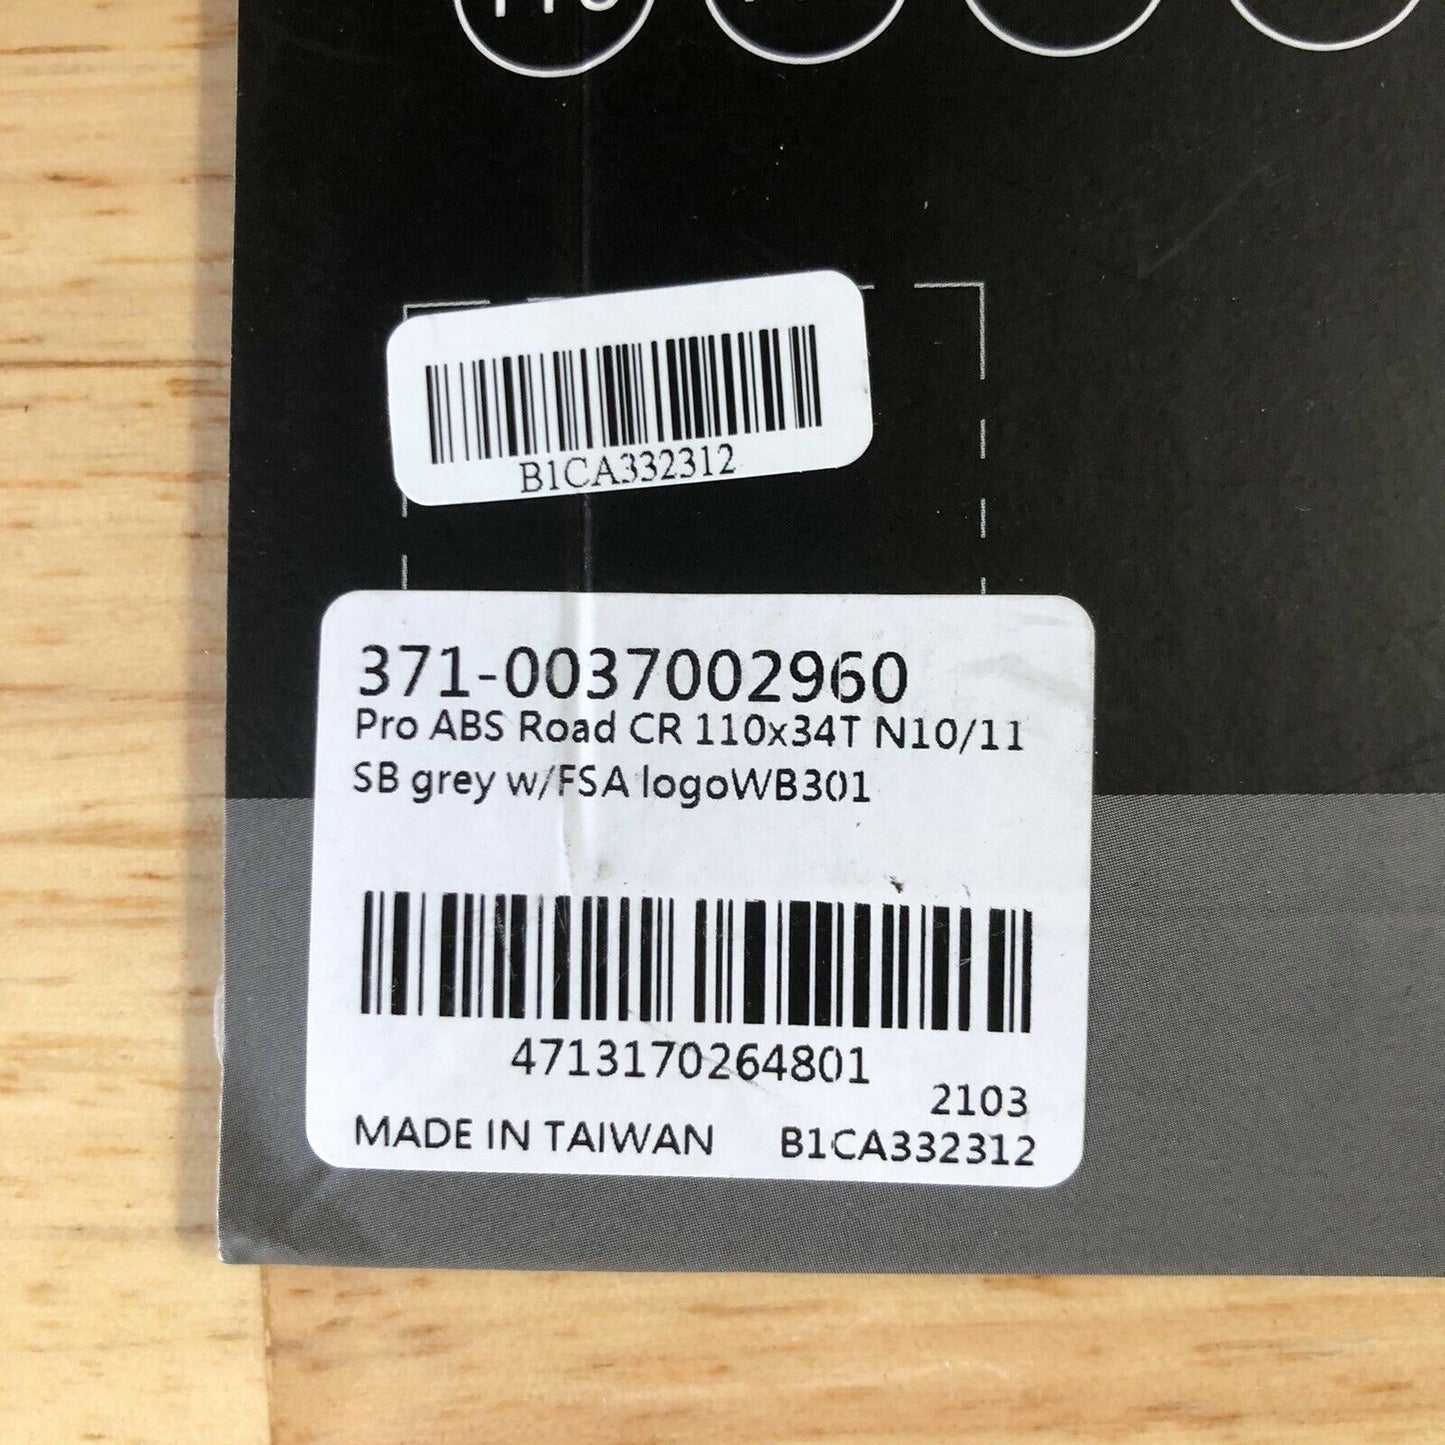 B1CA332312
371-0037002960
Pro ABS Road CR 110x34T N10/11
SB grey w/FSA logoWB301
4713170264801
2103
MADE IN TAIWAN B1CA332312